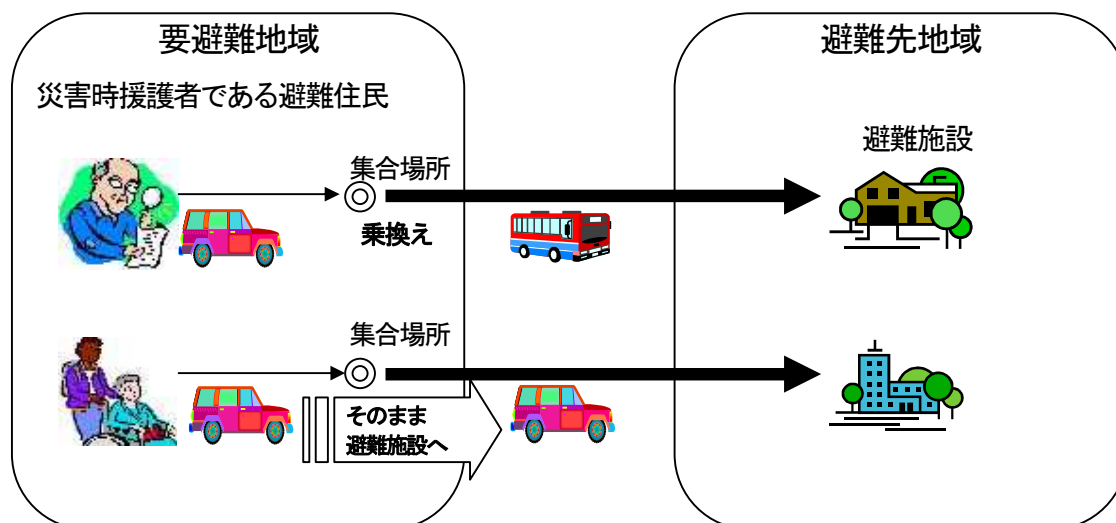 要避難地域
避難先地域
災害時援護者である避難住民
避難施設
集合場所
乗換え
集合場所
そのまま
避難施設へ